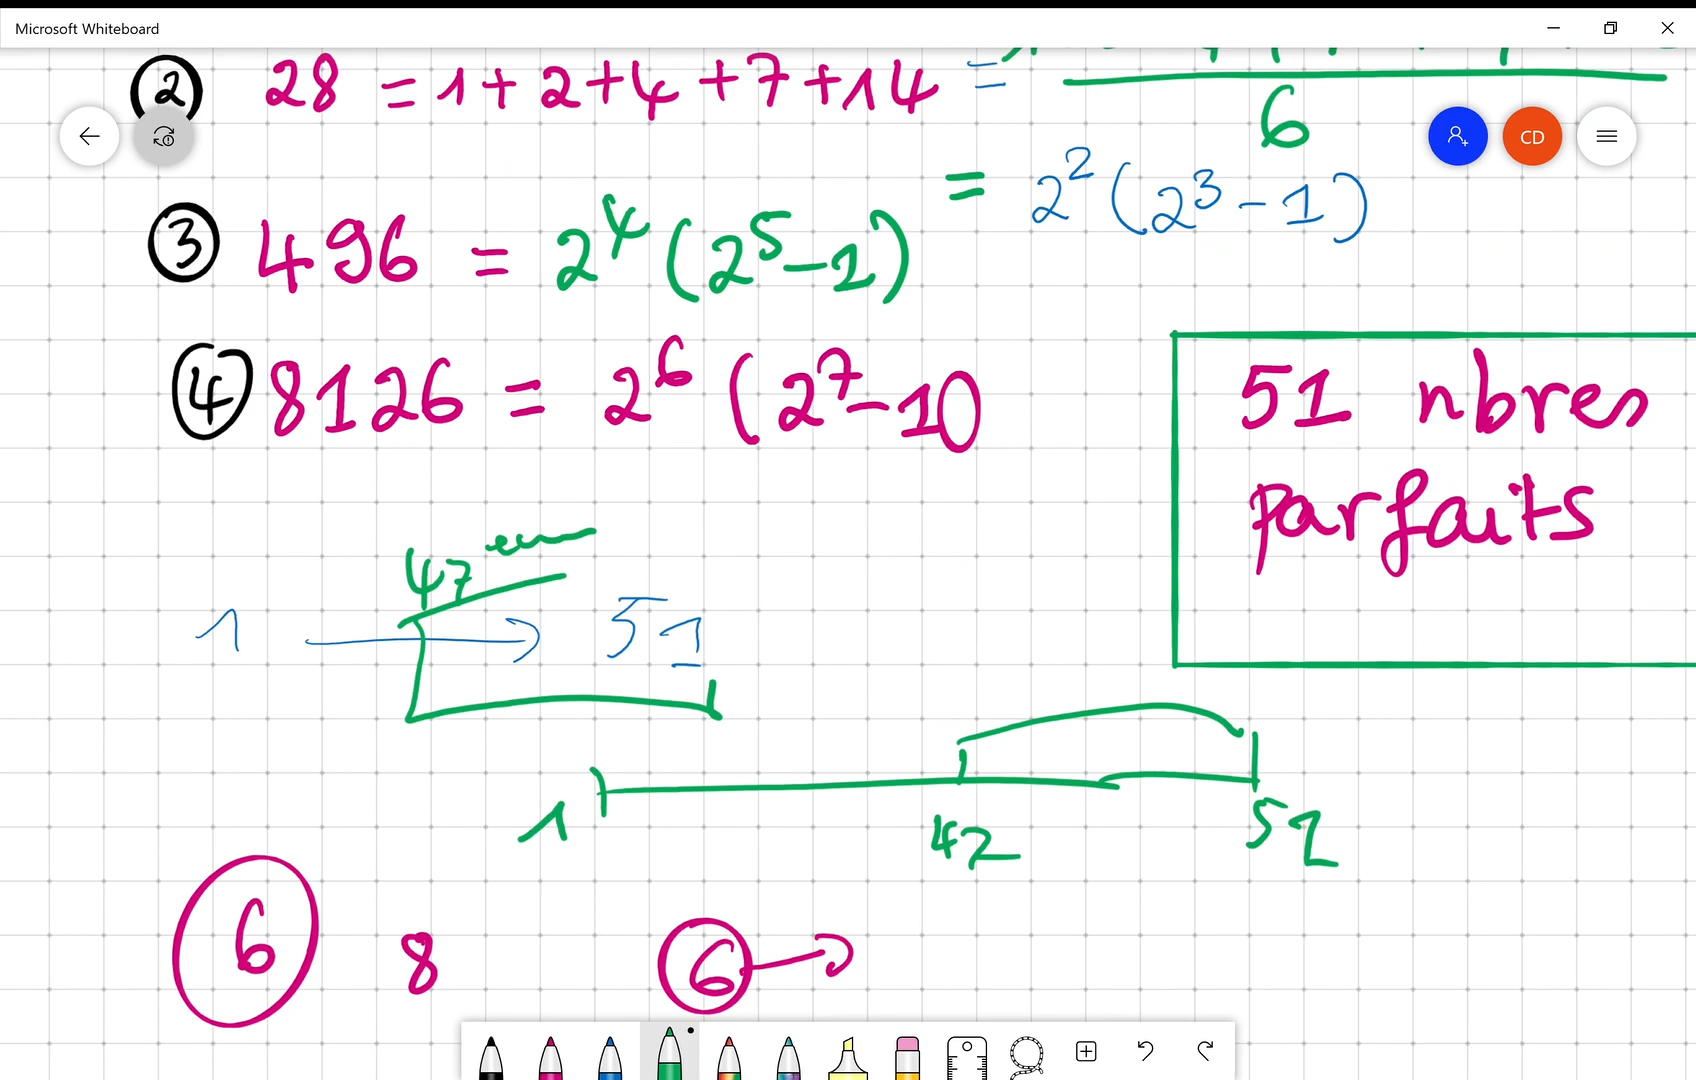 Microsoft Whiteboard
② 28 = 1 + 2 + 4 + 7 + 14 =
6
CD
= 2² (2³ - 1)
③ 496 = 2⁴ (2⁵ - 1)
④ 8126 = 2⁶ (2⁷ - 1)
51 nbres
parfaits
47
1 → 51
1 42 51
6 8 6 →